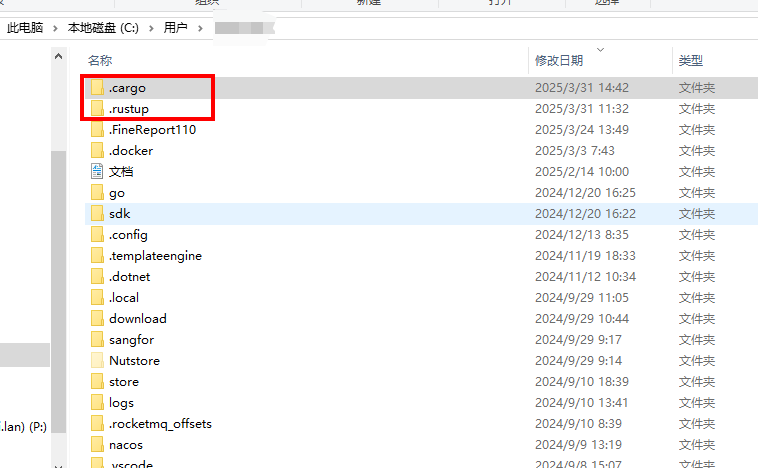 组织 新建 打开 选择
此电脑 > 本地磁盘 (C:) > 用户 >
名称 修改日期 类型
.cargo 2025/3/31 14:42 文件夹
.rustup 2025/3/31 11:32 文件夹
.FineReport110 2025/3/24 13:49 文件夹
.docker 2025/3/3 7:43 文件夹
文档 2025/2/14 10:00 文件夹
go 2024/12/20 16:25 文件夹
sdk 2024/12/20 16:22 文件夹
.config 2024/12/13 8:35 文件夹
.templateengine 2024/11/19 18:33 文件夹
.dotnet 2024/11/12 10:34 文件夹
.local 2024/9/29 11:05 文件夹
download 2024/9/29 10:44 文件夹
sangfor 2024/9/29 9:17 文件夹
Nutstore 2024/9/29 9:14 文件夹
store 2024/9/10 18:39 文件夹
logs 2024/9/10 13:41 文件夹
.lan) (P:) .rocketmq_offsets 2024/9/10 8:39 文件夹
nacos 2024/9/9 13:19 文件夹
.vscode 2024/9/8 15:07 文件夹